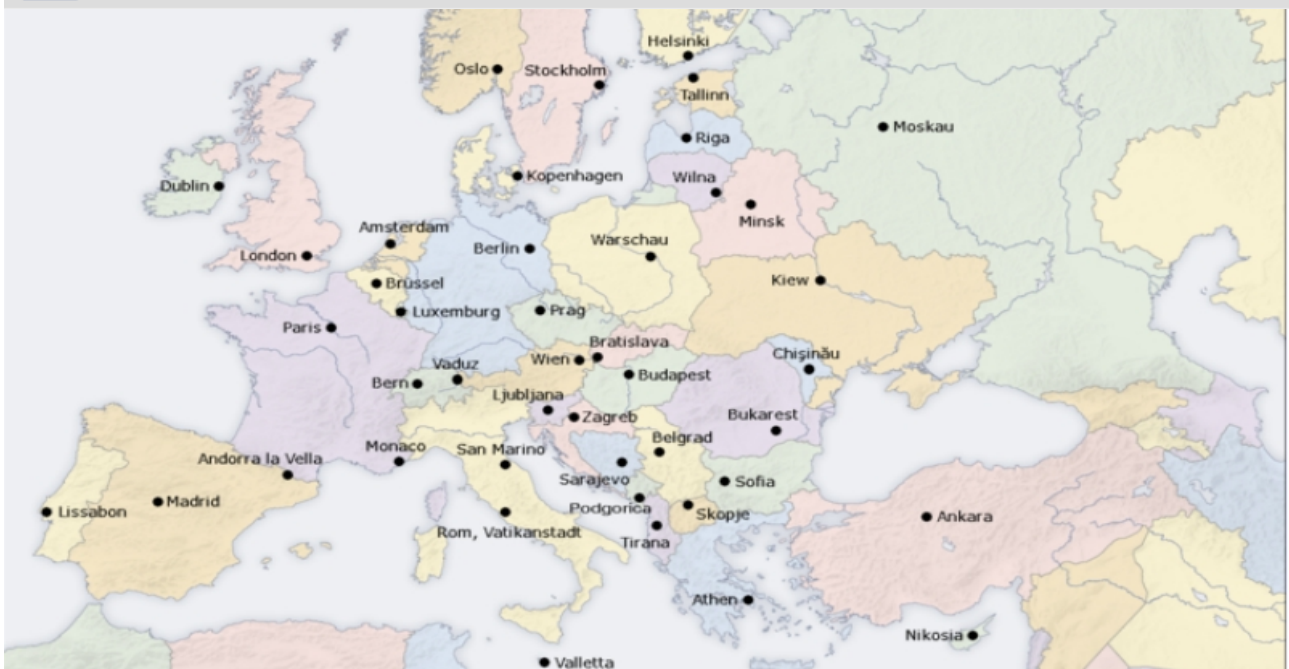 Helsinki
Oslo
Stockholm
Tallinn
Moskau
Riga
Kopenhagen
Wilna
Dublin
Minsk
Amsterdam
Warschau
Berlin
London
Kiew
Brüssel
Luxemburg
Prag
Paris
Bratislava
Chișinău
Wien
Vaduz
Budapest
Bern
Ljubljana
Bukarest
Zagreb
Belgrad
Monaco
San Marino
Andorra la Vella
Sarajevo
Sofia
Madrid
Lissabon
Podgorica
Skopje
Ankara
Rom, Vatikanstadt
Tirana
Athen
Nikosia
Valletta